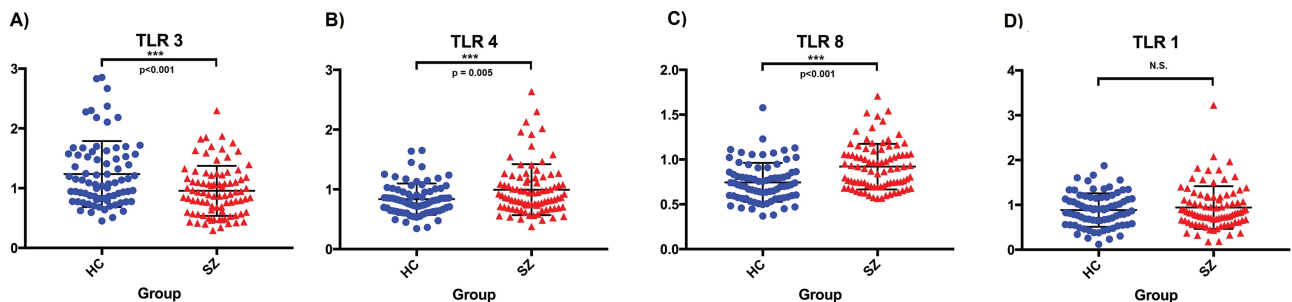 A)
TLR 3
***
p<0.001
3
2
1
0
HC
SZ
Group
B)
TLR 4
***
p = 0.005
3
2
1
0
HC
SZ
Group
C)
TLR 8
***
p<0.001
2.0
1.5
1.0
0.5
0.0
HC
SZ
Group
D)
TLR 1
N.S.
4
3
2
1
0
HC
SZ
Group